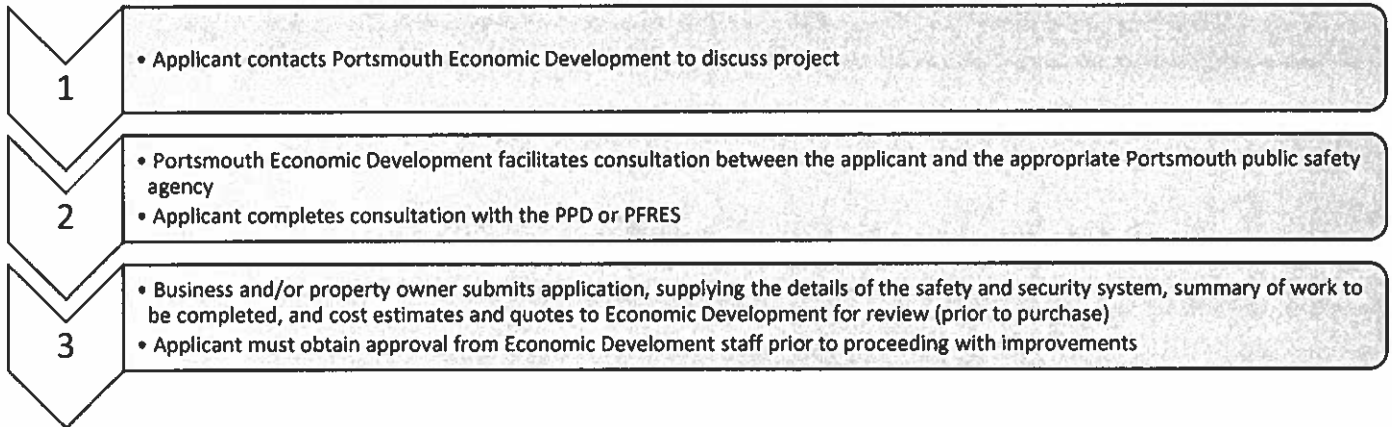 1
• Applicant contacts Portsmouth Economic Development to discuss project
2
• Portsmouth Economic Development facilitates consultation between the applicant and the appropriate Portsmouth public safety
agency
• Applicant completes consultation with the PPD or PFRES
3
• Business and/or property owner submits application, supplying the details of the safety and security system, summary of work to
be completed, and cost estimates and quotes to Economic Development for review (prior to purchase)
• Applicant must obtain approval from Economic Develoment staff prior to proceeding with improvements